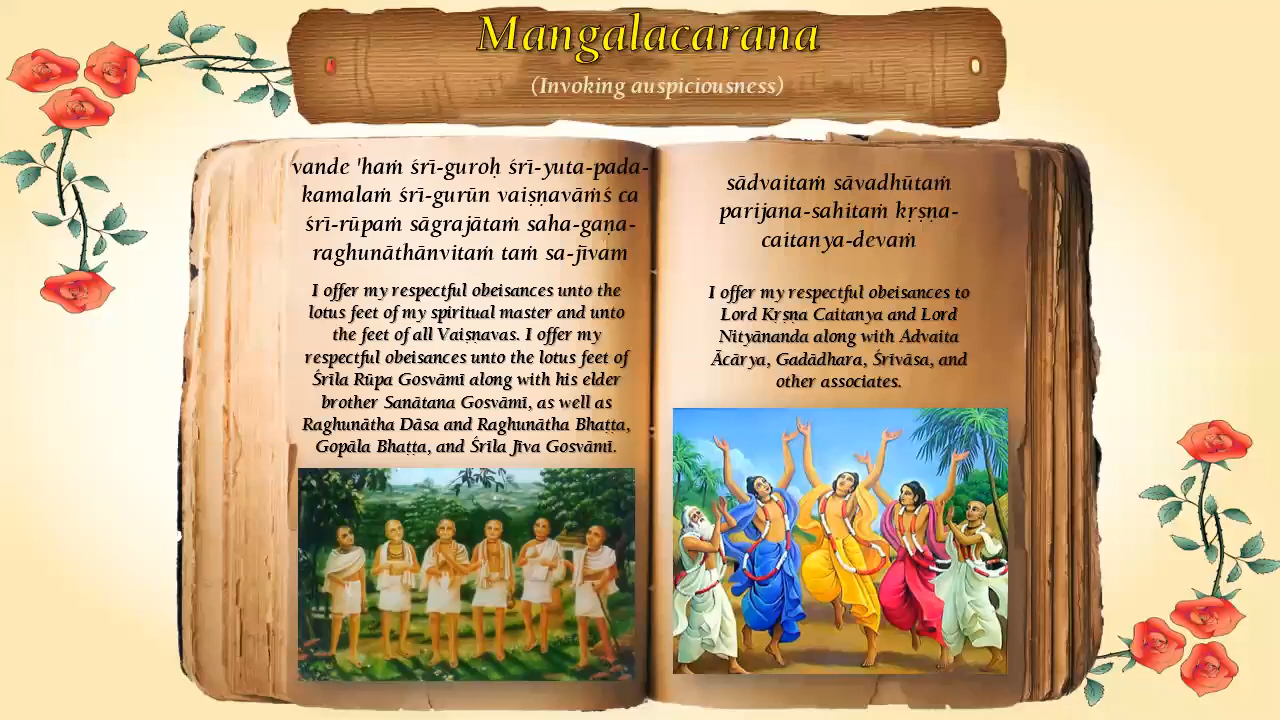 Mangalacarana
(Invoking auspiciousness)
vande 'haṁ śrī-guroḥ śrī-yuta-pada-
kamalaṁ śrī-gurūn vaiṣṇavāṁś ca
śrī-rūpaṁ sāgrajātaṁ saha-gaṇa-
raghunāthānvitaṁ taṁ sa-jīvam
I offer my respectful obeisances unto the
lotus feet of my spiritual master and unto
the feet of all Vaiṣṇavas. I offer my
respectful obeisances unto the lotus feet of
Śrīla Rūpa Gosvāmī along with his elder
brother Sanātana Gosvāmī, as well as
Raghunātha Dāsa and Raghunātha Bhaṭṭa,
Gopāla Bhaṭṭa, and Śrīla Jīva Gosvāmī.
sādvaitaṁ sāvadhūtaṁ
parijana-sahitaṁ kṛṣṇa-
caitanya-devaṁ
I offer my respectful obeisances to
Lord Kṛṣṇa Caitanya and Lord
Nityānanda along with Advaita
Ācārya, Gadādhara, Śrīvāsa, and
other associates.